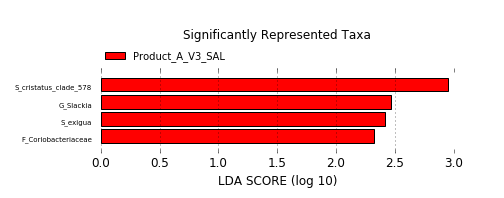 Significantly Represented Taxa
Product_A_V3_SAL
S_cristatus_clade_578
G_Slackia
S_exigua
F_Coriobacteriaceae
0.0 0.5 1.0 1.5 2.0 2.5 3.0
LDA SCORE (log 10)